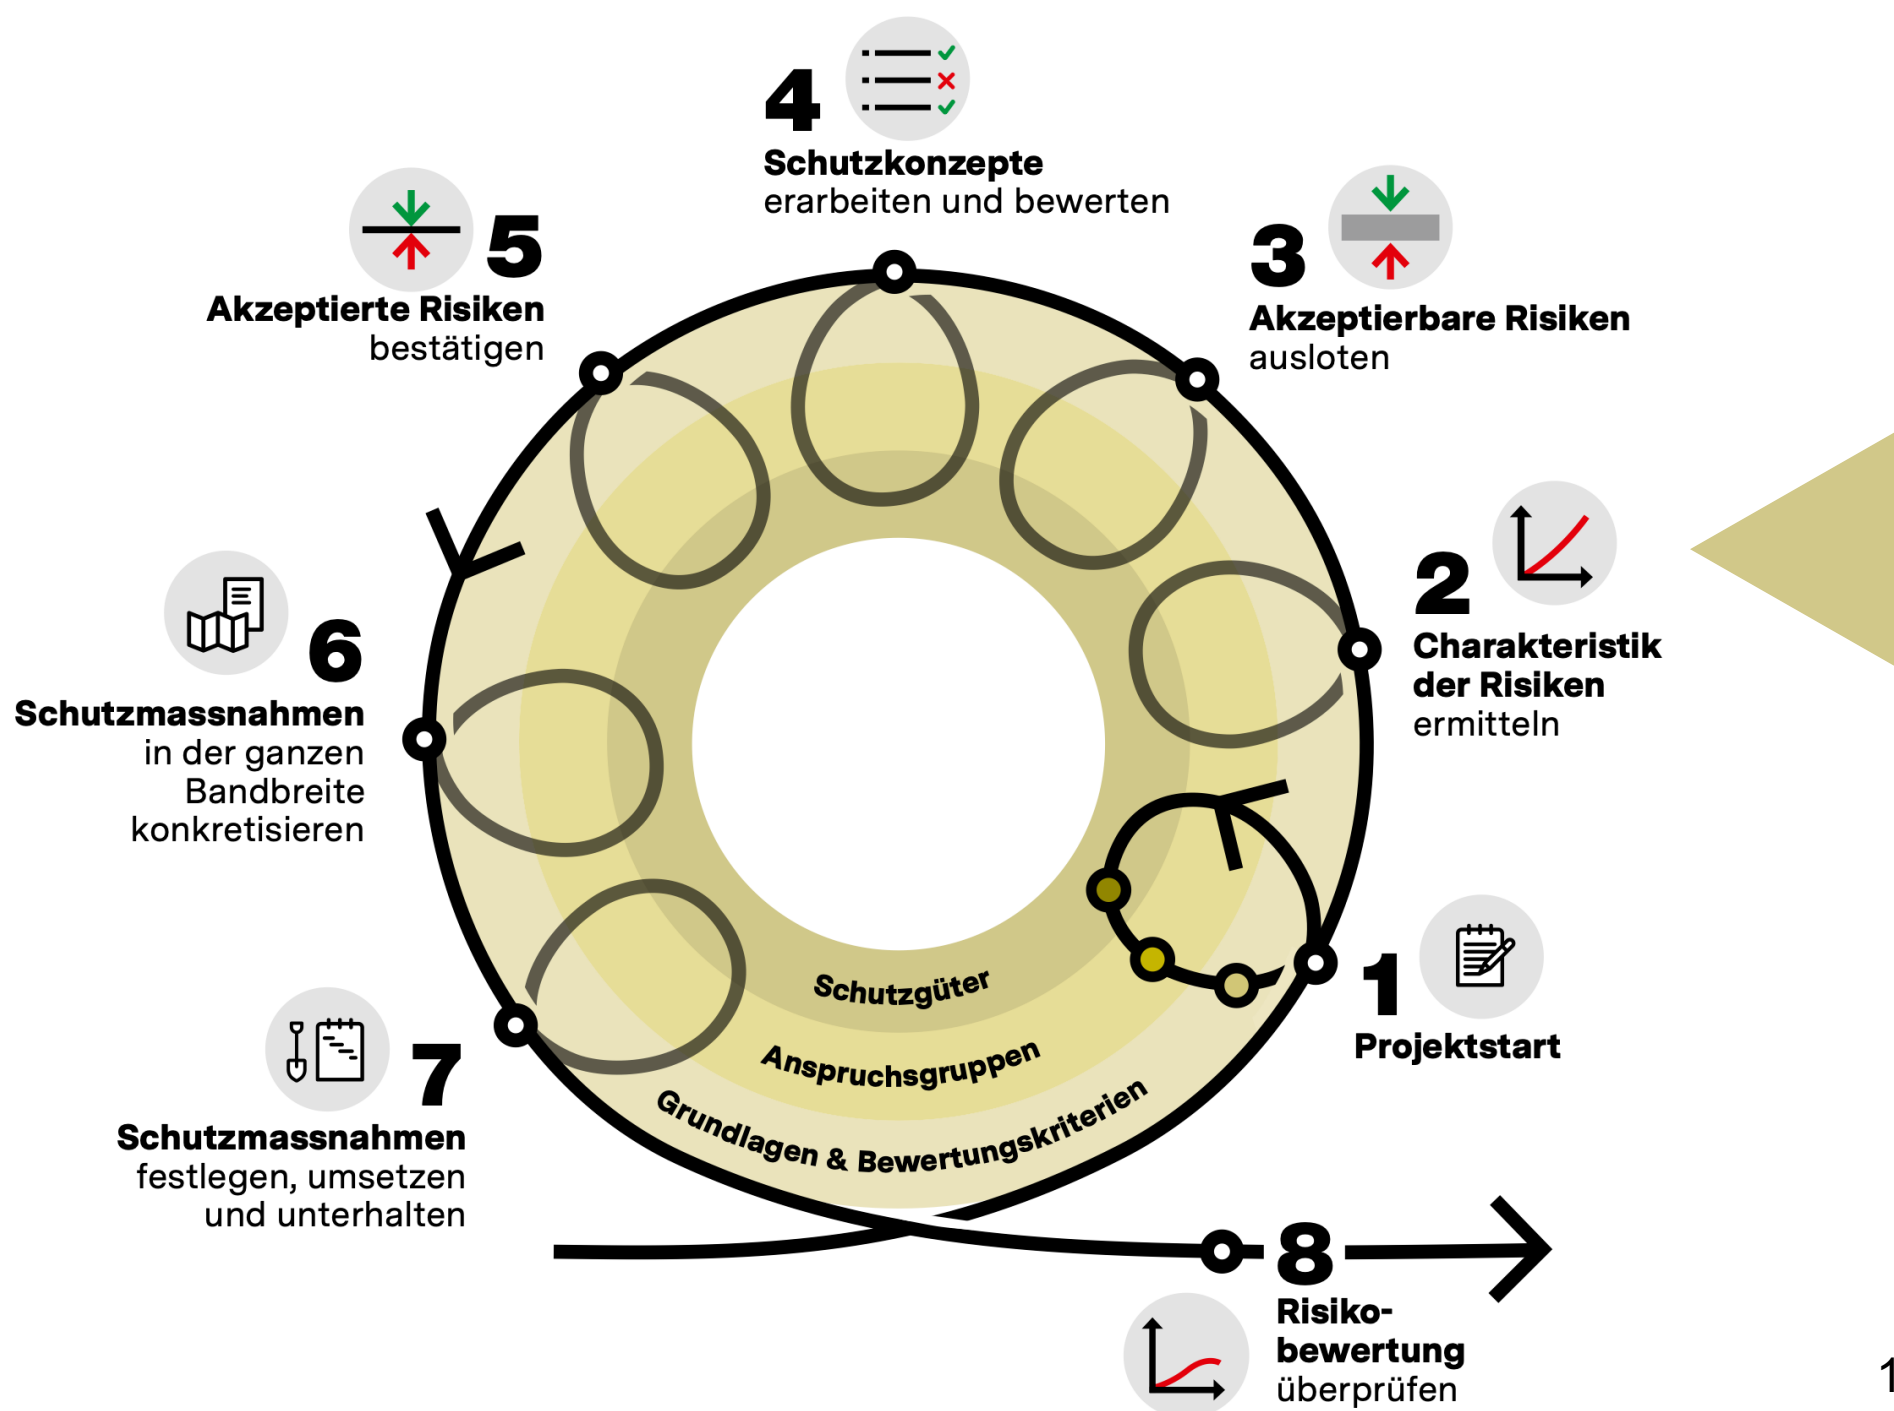 4
Schutzkonzepte
erarbeiten und bewerten
5
Akzeptierte Risiken
bestätigen
3
Akzeptierbare Risiken
ausloten
2
Charakteristik
der Risiken
ermitteln
6
Schutzmassnahmen
in der ganzen
Bandbreite
konkretisieren
1
Projektstart
7
Schutzmassnahmen
festlegen, umsetzen
und unterhalten
Schutzgüter
Anspruchsgruppen
Grundlagen & Bewertungskriterien
8
Risiko-
bewertung
überprüfen
1